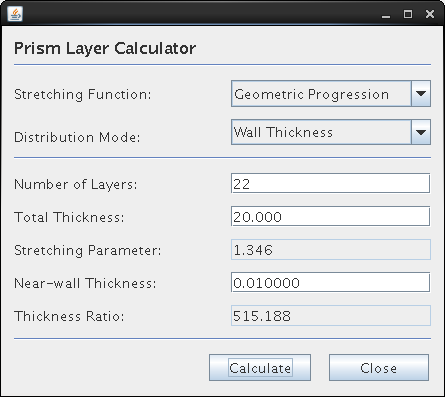 Prism Layer Calculator
Stretching Function: Geometric Progression
Distribution Mode: Wall Thickness
Number of Layers: 22
Total Thickness: 20.000
Stretching Parameter: 1.346
Near-wall Thickness: 0.010000
Thickness Ratio: 515.188
Calculate Close